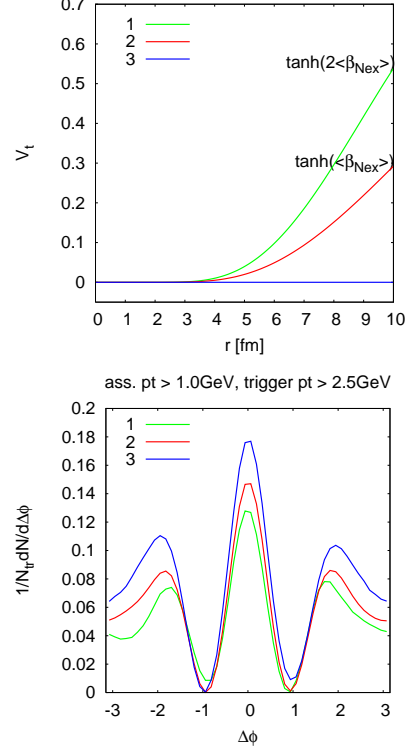 0.7
0.6
0.5
0.4
0.3
0.2
0.1
0
V_t
1
2
3
tanh(2<β_Nex>)
tanh(<β_Nex>)
0 1 2 3 4 5 6 7 8 9 10
r [fm]
ass. pt > 1.0GeV, trigger pt > 2.5GeV
0.18
0.16
0.14
0.12
0.1
0.08
0.06
0.04
0.02
0
1/N_tr dN/dΔϕ
1
2
3
-3 -2 -1 0 1 2 3
Δϕ